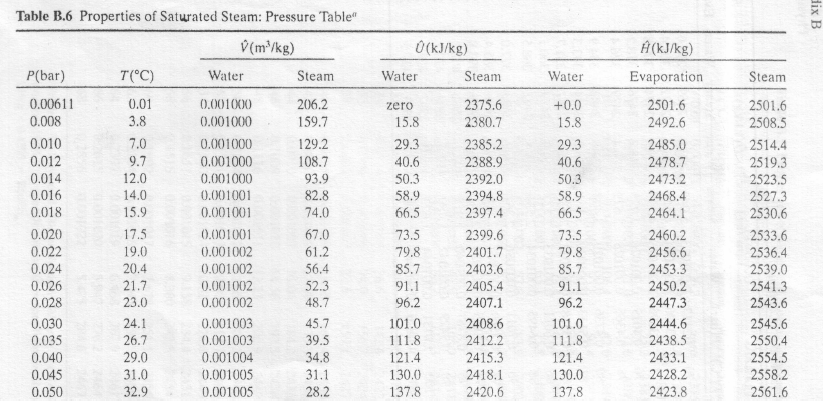 Table B.6 Properties of Saturated Steam: Pressure Tableª
dix B
V̂(m³/kg) Û(kJ/kg) Ĥ(kJ/kg)
P(bar) T(°C) Water Steam Water Steam Water Evaporation Steam
0.00611 0.01 0.001000 206.2 zero 2375.6 +0.0 2501.6 2501.6
0.008 3.8 0.001000 159.7 15.8 2380.7 15.8 2492.6 2508.5
0.010 7.0 0.001000 129.2 29.3 2385.2 29.3 2485.0 2514.4
0.012 9.7 0.001000 108.7 40.6 2388.9 40.6 2478.7 2519.3
0.014 12.0 0.001000 93.9 50.3 2392.0 50.3 2473.2 2523.5
0.016 14.0 0.001001 82.8 58.9 2394.8 58.9 2468.4 2527.3
0.018 15.9 0.001001 74.0 66.5 2397.4 66.5 2464.1 2530.6
0.020 17.5 0.001001 67.0 73.5 2399.6 73.5 2460.2 2533.6
0.022 19.0 0.001002 61.2 79.8 2401.7 79.8 2456.6 2536.4
0.024 20.4 0.001002 56.4 85.7 2403.6 85.7 2453.3 2539.0
0.026 21.7 0.001002 52.3 91.1 2405.4 91.1 2450.2 2541.3
0.028 23.0 0.001002 48.7 96.2 2407.1 96.2 2447.3 2543.6
0.030 24.1 0.001003 45.7 101.0 2408.6 101.0 2444.6 2545.6
0.035 26.7 0.001003 39.5 111.8 2412.2 111.8 2438.5 2550.4
0.040 29.0 0.001004 34.8 121.4 2415.3 121.4 2433.1 2554.5
0.045 31.0 0.001005 31.1 130.0 2418.1 130.0 2428.2 2558.2
0.050 32.9 0.001005 28.2 137.8 2420.6 137.8 2423.8 2561.6